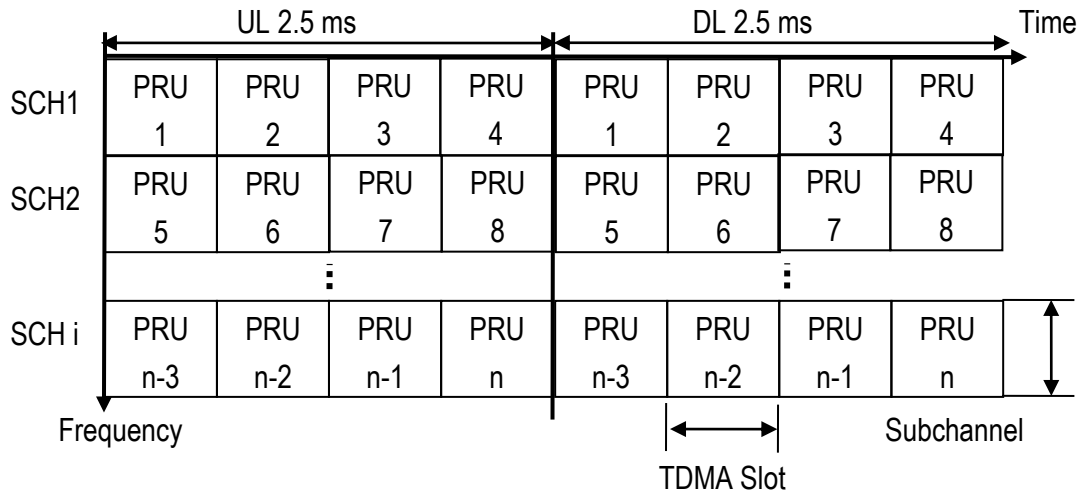 UL 2.5 ms DL 2.5 ms Time
SCH1 PRU PRU PRU PRU PRU PRU PRU PRU
1 2 3 4 1 2 3 4
SCH2 PRU PRU PRU PRU PRU PRU PRU PRU
5 6 7 8 5 6 7 8
SCH i PRU PRU PRU PRU PRU PRU PRU PRU
n-3 n-2 n-1 n n-3 n-2 n-1 n
Frequency Subchannel
TDMA Slot